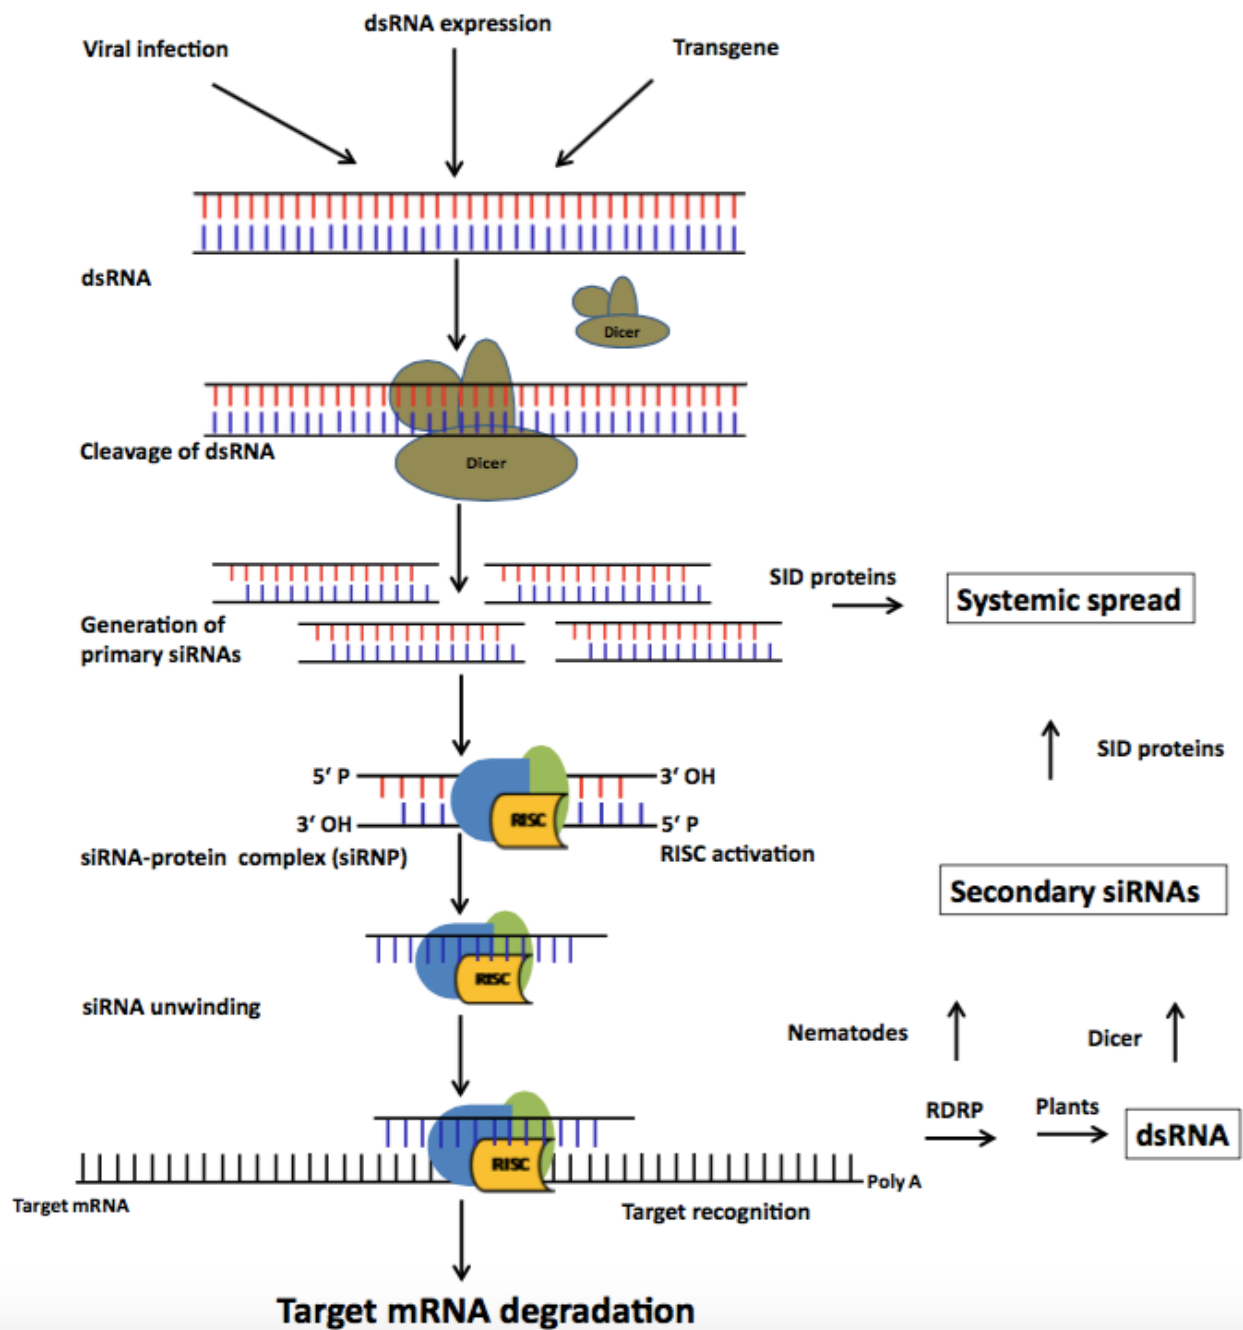 dsRNA expression
Viral infection
Transgene
dsRNA
Dicer
Cleavage of dsRNA
Dicer
SID proteins
Systemic spread
Generation of
primary siRNAs
SID proteins
5‘ P
3‘ OH
RISC
3‘ OH
5‘ P
siRNA-protein complex (siRNP)
RISC activation
Secondary siRNAs
RISC
siRNA unwinding
Nematodes
Dicer
RDRP
Plants
dsRNA
RISC
Poly A
Target mRNA
Target recognition
Target mRNA degradation